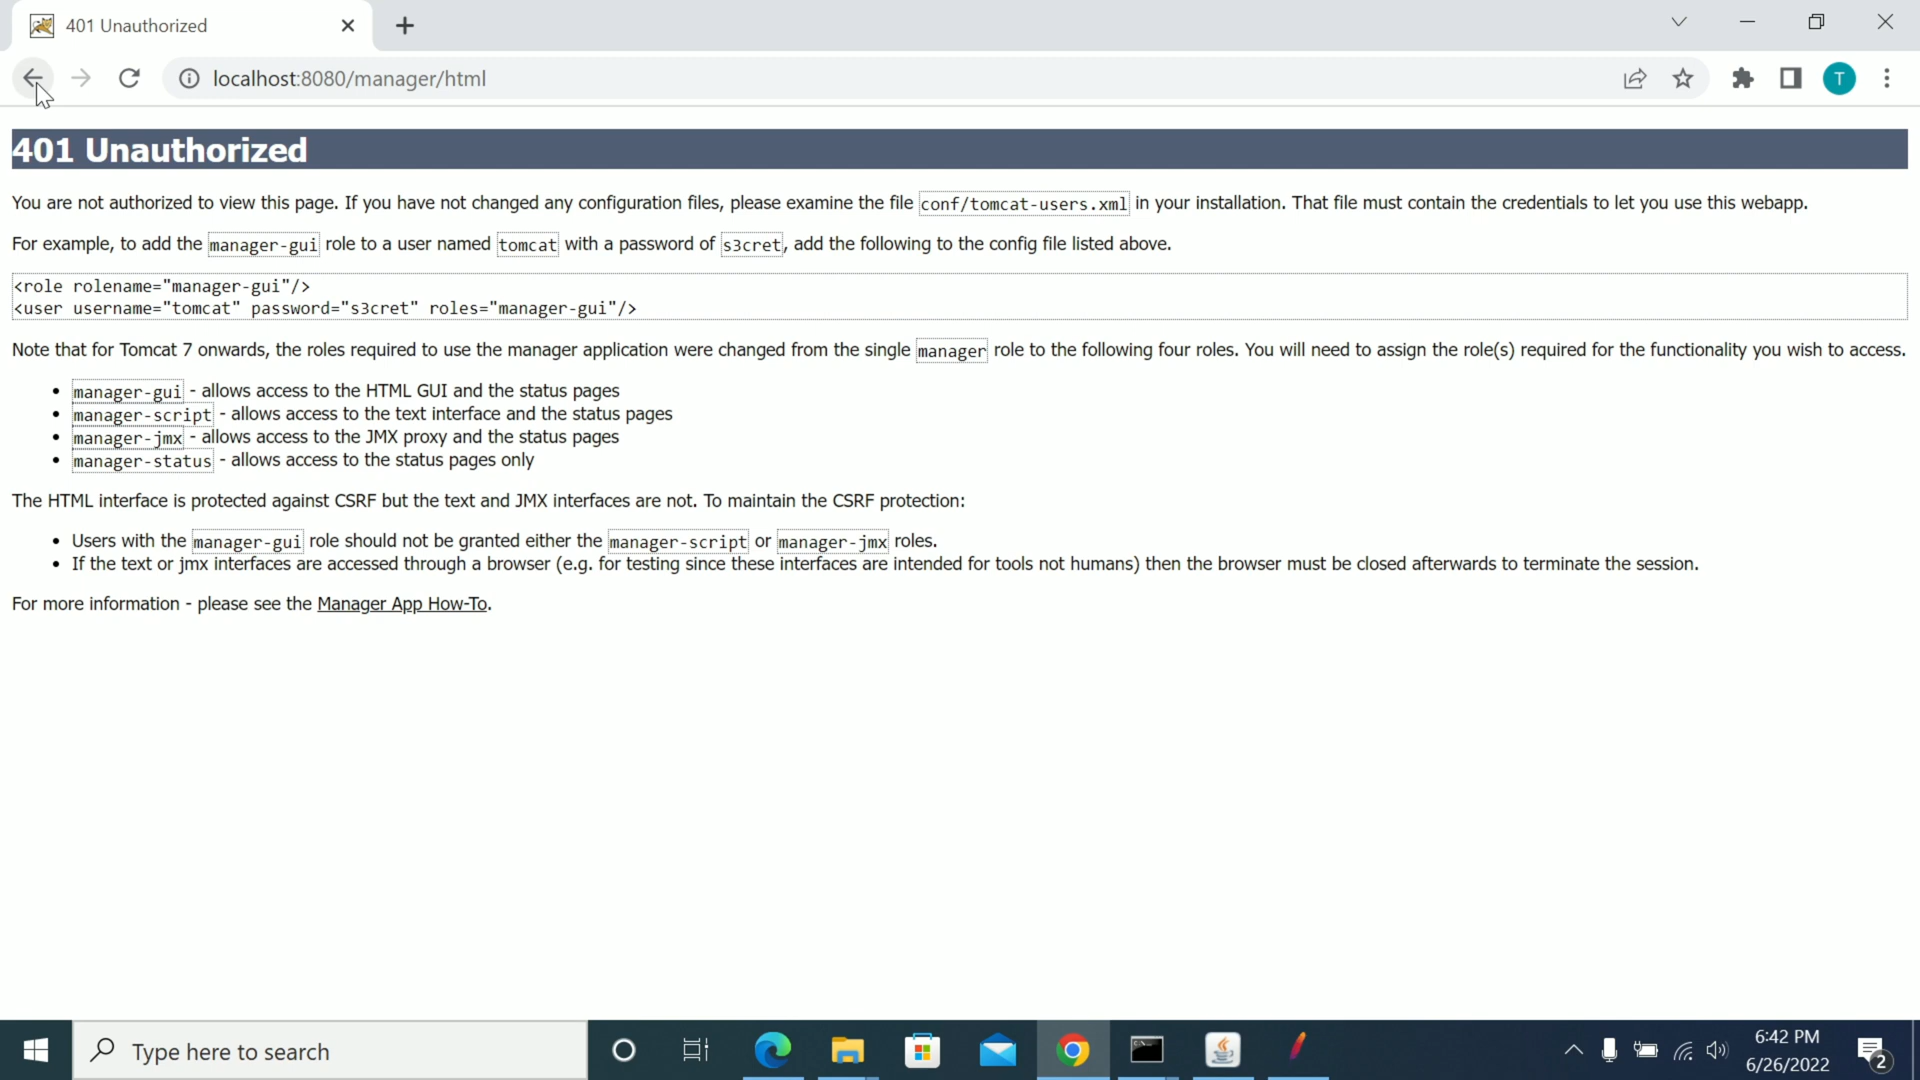 401 Unauthorized
localhost:8080/manager/html
T
401 Unauthorized
You are not authorized to view this page. If you have not changed any configuration files, please examine the file conf/tomcat-users.xml in your installation. That file must contain the credentials to let you use this webapp.
For example, to add the manager-gui role to a user named tomcat with a password of s3cret, add the following to the config file listed above.
<role rolename="manager-gui"/>
<user username="tomcat" password="s3cret" roles="manager-gui"/>
Note that for Tomcat 7 onwards, the roles required to use the manager application were changed from the single manager role to the following four roles. You will need to assign the role(s) required for the functionality you wish to access.
• manager-gui - allows access to the HTML GUI and the status pages
• manager-script - allows access to the text interface and the status pages
• manager-jmx - allows access to the JMX proxy and the status pages
• manager-status - allows access to the status pages only
The HTML interface is protected against CSRF but the text and JMX interfaces are not. To maintain the CSRF protection:
• Users with the manager-gui role should not be granted either the manager-script or manager-jmx roles.
• If the text or jmx interfaces are accessed through a browser (e.g. for testing since these interfaces are intended for tools not humans) then the browser must be closed afterwards to terminate the session.
For more information - please see the Manager App How-To.
Type here to search
6:42 PM
6/26/2022
2